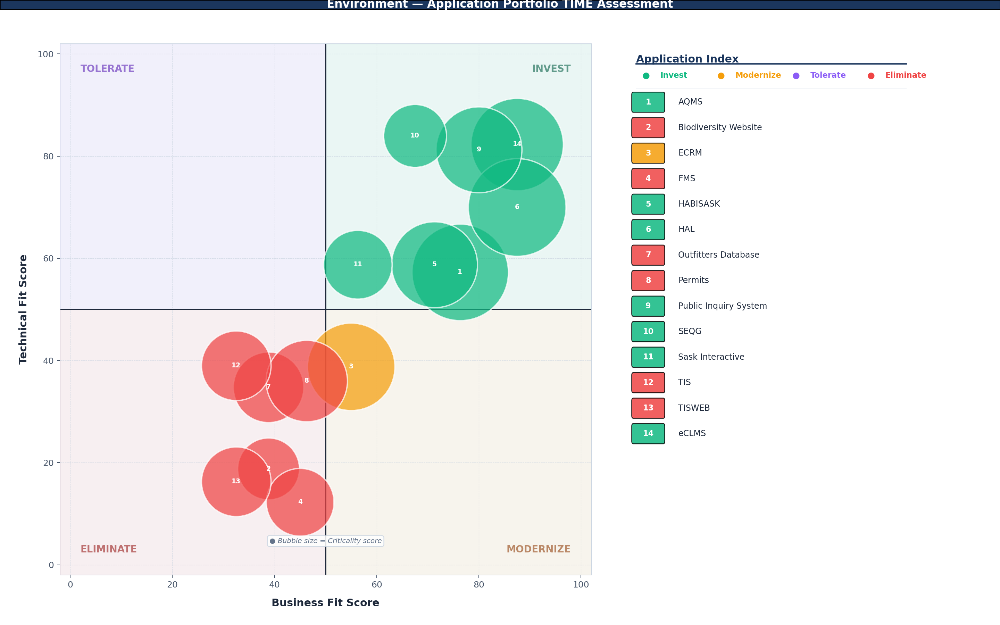 Environment — Application Portfolio TIME Assessment
Technical Fit Score
100
80
60
40
20
0
TOLERATE
INVEST
10
9
14
6
11
5
1
12
7
8
3
2
13
4
● Bubble size = Criticality score
ELIMINATE
MODERNIZE
0 20 40 60 80 100
Business Fit Score
Application Index
Invest Modernize Tolerate Eliminate
1 AQMS
2 Biodiversity Website
3 ECRM
4 FMS
5 HABISASK
6 HAL
7 Outfitters Database
8 Permits
9 Public Inquiry System
10 SEQG
11 Sask Interactive
12 TIS
13 TISWEB
14 eCLMS